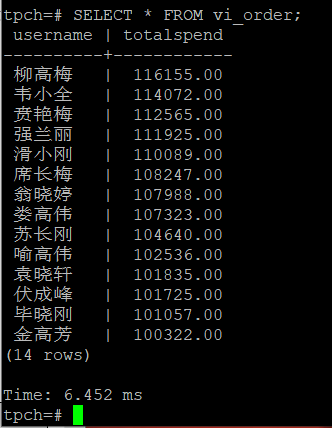 tpch=# SELECT * FROM vi_order;
username | totalspend
----------+------------
柳高梅 | 116155.00
韦小全 | 114072.00
贲艳梅 | 112565.00
强兰丽 | 111925.00
滑小刚 | 110089.00
席长梅 | 108247.00
翁晓婷 | 107988.00
娄高伟 | 107323.00
苏长刚 | 104640.00
喻高伟 | 102536.00
袁晓轩 | 101835.00
伏成峰 | 101725.00
毕晓刚 | 101057.00
金高芳 | 100322.00
(14 rows)
Time: 6.452 ms
tpch=#